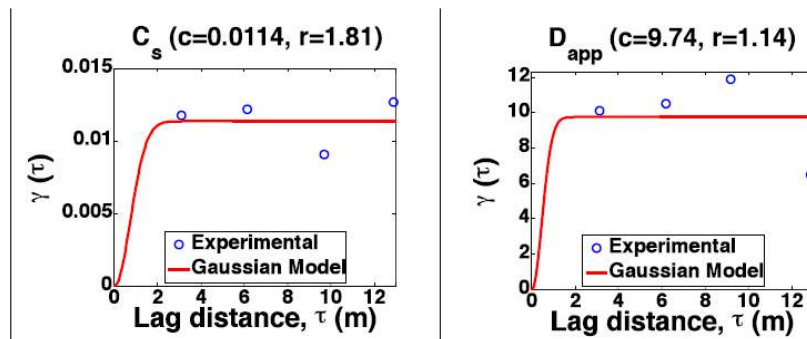 C_s (c=0.0114, r=1.81)
0.015
0.01
0.005
0
γ (τ)
Experimental
Gaussian Model
0 2 4 6 8 10 12
Lag distance, τ (m)
D_app (c=9.74, r=1.14)
12
10
8
6
4
2
0
γ (τ)
Experimental
Gaussian Model
0 2 4 6 8 10 12
Lag distance, τ (m)